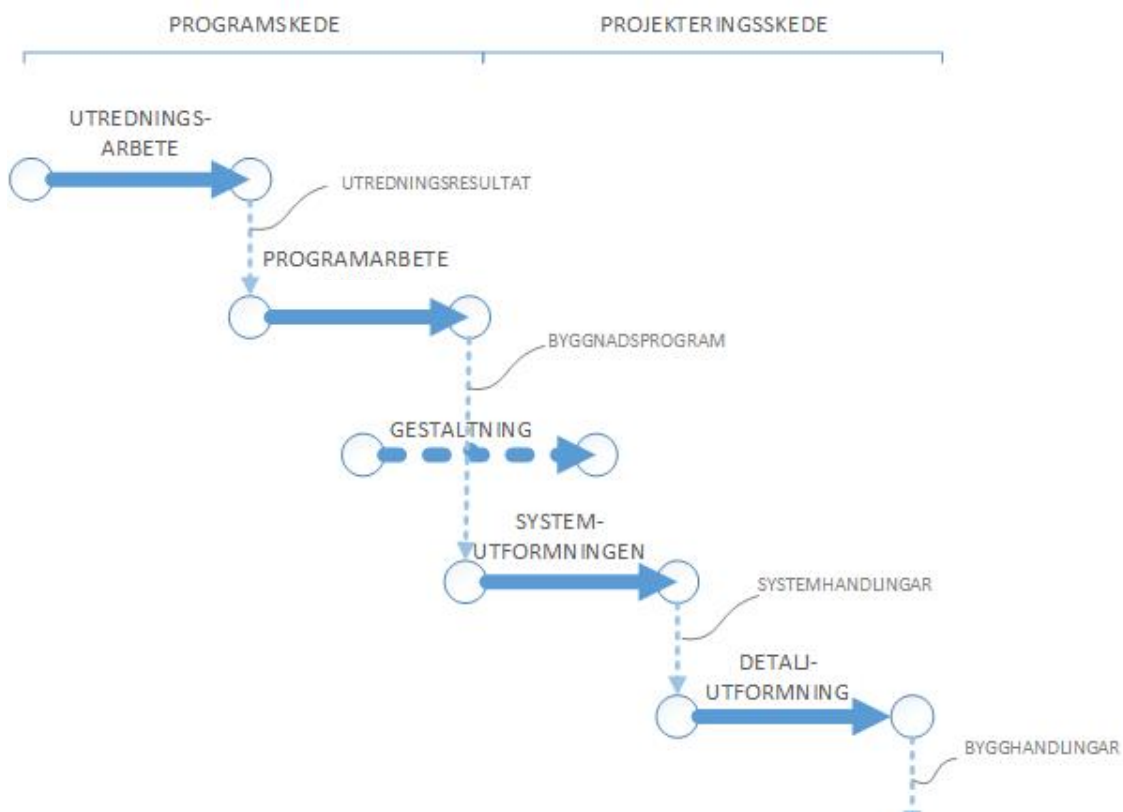 PROGRAMSKEDE
PROJEKTERINGSSKEDE
UTREDNINGS-
ARBETE
UTREDNINGSRESULTAT
PROGRAMARBETE
BYGGNADSPROGRAM
GESTALTNING
SYSTEM-
UTFORMNINGEN
SYSTEMHANDLINGAR
DETALJ-
UTFORMNING
BYGGHANDLINGAR